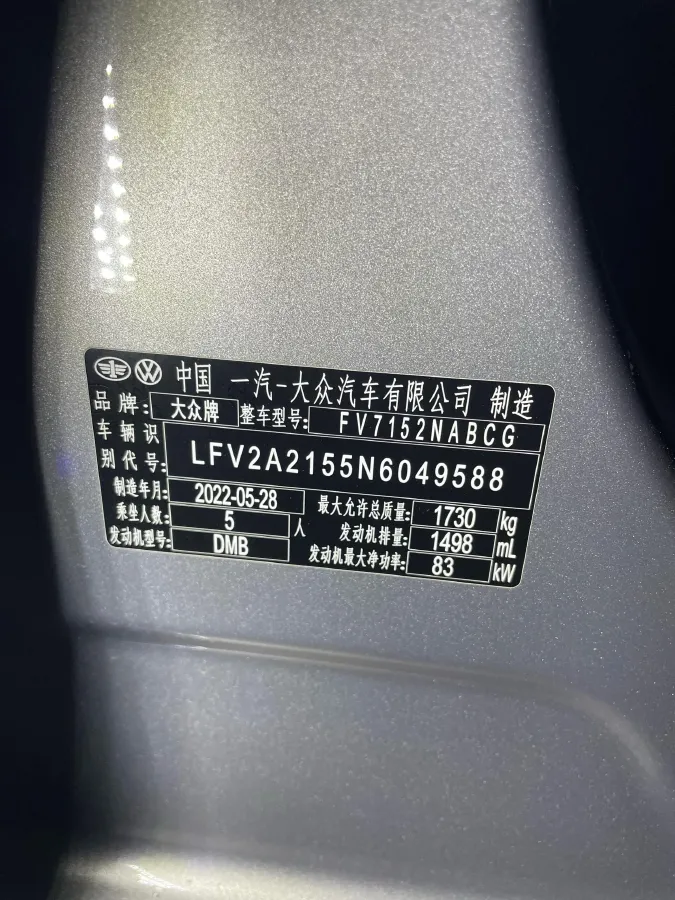 中国 一汽-大众汽车有限公司 制造
品牌: 大众牌 整车型号: FV7152NABCG
车辆识别代号: LFV2A2155N6049588
制造年月: 2022-05-28 最大允许总质量: 1730 kg
乘坐人数: 5 人 发动机排量: 1498 mL
发动机型号: DMB 发动机最大净功率: 83 kW